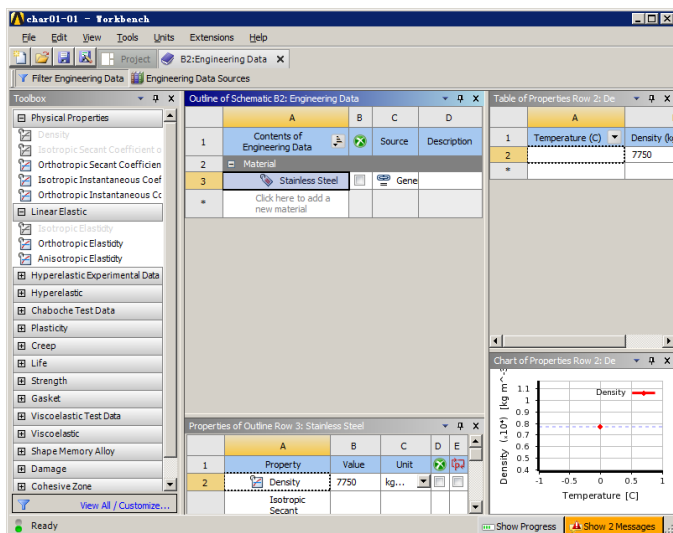 char01-01 - Workbench
File Edit View Tools Units Extensions Help
Project B2:Engineering Data
Filter Engineering Data Engineering Data Sources
Toolbox
Physical Properties
Density
Isotropic Secant Coefficient o
Orthotropic Secant Coefficien
Isotropic Instantaneous Coef
Orthotropic Instantaneous Cc
Linear Elastic
Isotropic Elasticity
Orthotropic Elasticity
Anisotropic Elasticity
Hyperelastic Experimental Data
Hyperelastic
Chaboche Test Data
Plasticity
Creep
Life
Strength
Gasket
Viscoelastic Test Data
Viscoelastic
Shape Memory Alloy
Damage
Cohesive Zone
View All / Customize...
Outline of Schematic B2: Engineering Data
A B C D
1 Contents of Engineering Data Source Description
2 Material
3 Stainless Steel Gene
* Click here to add a
new material
Properties of Outline Row 3: Stainless Steel
A B C D E
1 Property Value Unit
2 Density 7750 kg...
Isotropic
Secant
Table of Properties Row 2: De
A
1 Temperature (C) Density (k
2 7750
*
Chart of Properties Row 2: De
Density (.10⁴) [kg m^-3
1.1
1
0.9
0.8
0.7
0.6
0.5
0.4
Density
-1 -0.5 0 0.5 1
Temperature [C]
Ready
Show Progress Show 2 Messages